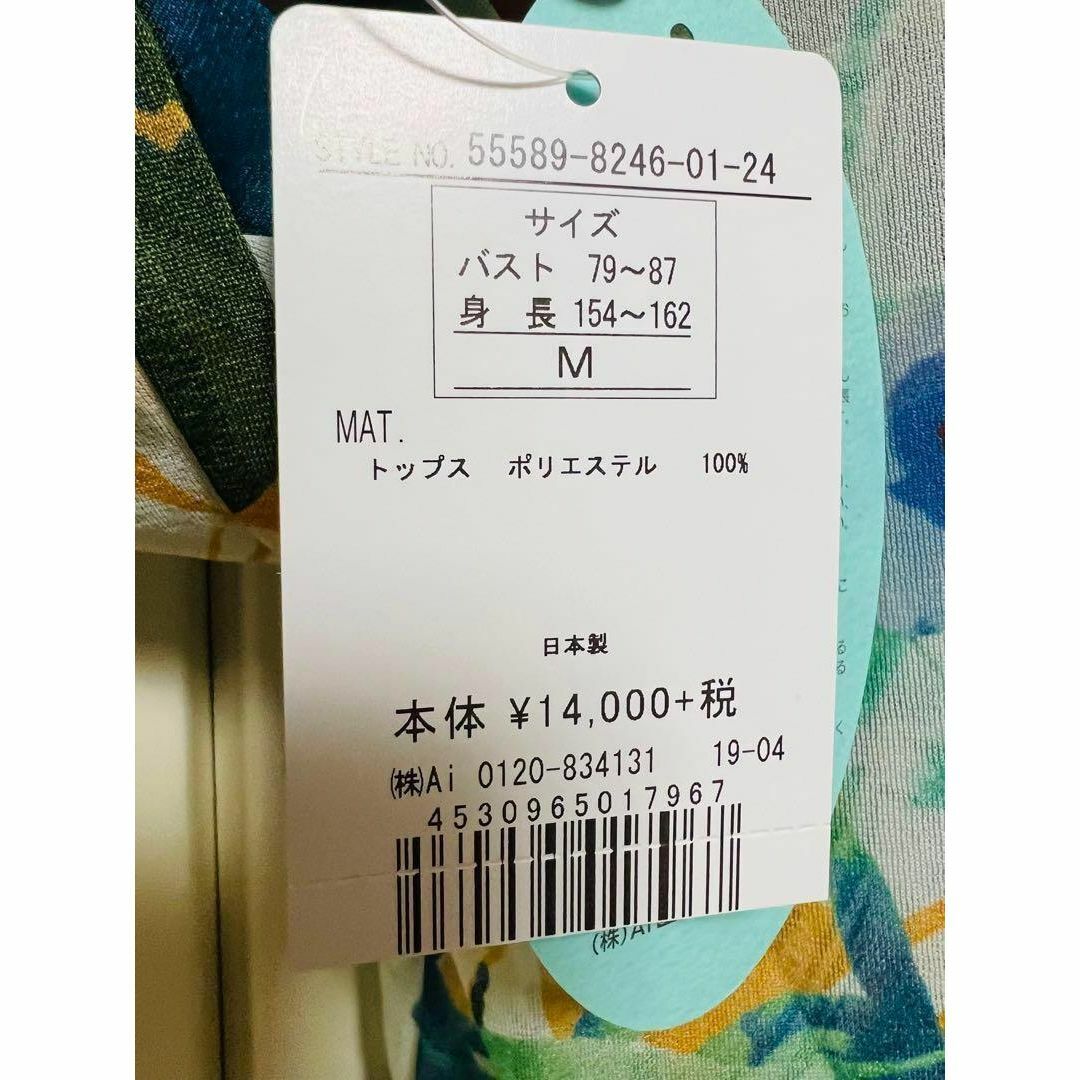 STYLE NO. 55589-8246-01-24
サイズ
バスト 79～87
身 長 154～162
M
MAT.
トップス ポリエステル 100%
日本製
本体 ¥14,000+税
㈱Ai 0120-834131 19-04
4530965017967
(株)Ai